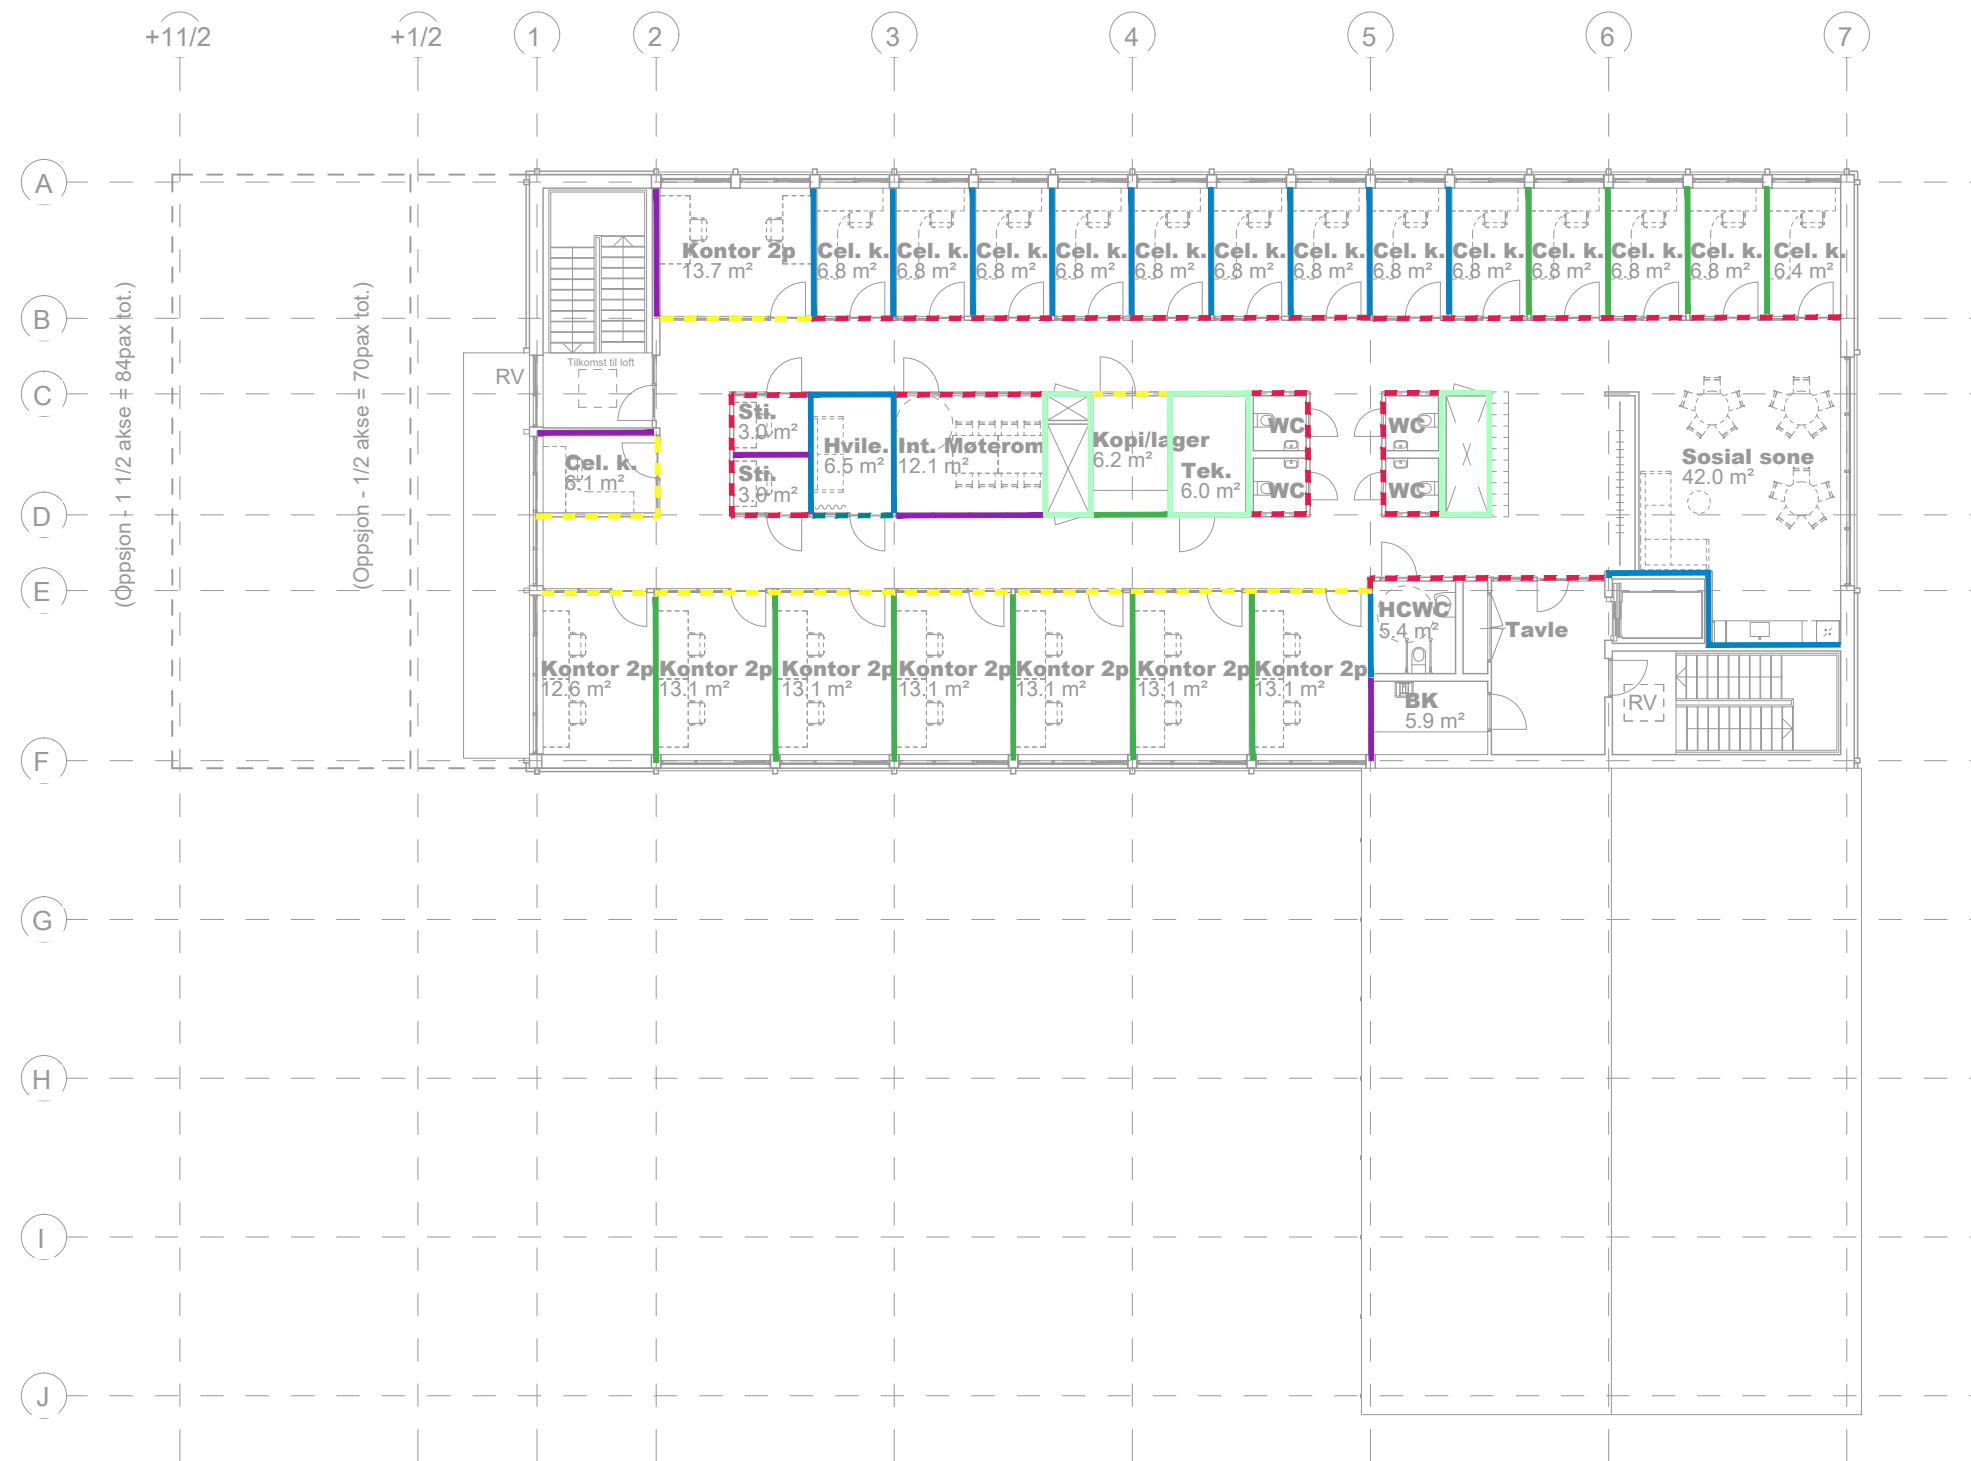 +11/2
+1/2
1
2
3
4
5
6
7
A
B
C
D
E
F
G
H
I
J
(Oppsjon - 1 1/2 akse = 84pax tot.)
(Oppsjon - 1/2 akse = 70pax tot.)
Kontor 2p
13.7 m²
Cel. k.
6.8 m²
Cel. k.
6.8 m²
Cel. k.
6.8 m²
Cel. k.
6.8 m²
Cel. k.
6.8 m²
Cel. k.
6.8 m²
Cel. k.
6.8 m²
Cel. k.
6.8 m²
Cel. k.
6.8 m²
Cel. k.
6.8 m²
Cel. k.
6.8 m²
Cel. k.
6.8 m²
Cel. k.
6.4 m²
RV
Tilkomst til loft
Cel. k.
6.1 m²
Sti.
3.0 m²
Sti.
3.0 m²
Hvile.
6.5 m²
Int. Møterom
12.1 m²
Kopi/lager
6.2 m²
Tek.
6.0 m²
WC
WC
WC
WC
Sosial sone
42.0 m²
Kontor 2p
12.6 m²
Kontor 2p
13.1 m²
Kontor 2p
13.1 m²
Kontor 2p
13.1 m²
Kontor 2p
13.1 m²
Kontor 2p
13.1 m²
Kontor 2p
13.1 m²
HCWC
5.4 m²
Tavle
BK
5.9 m²
RV